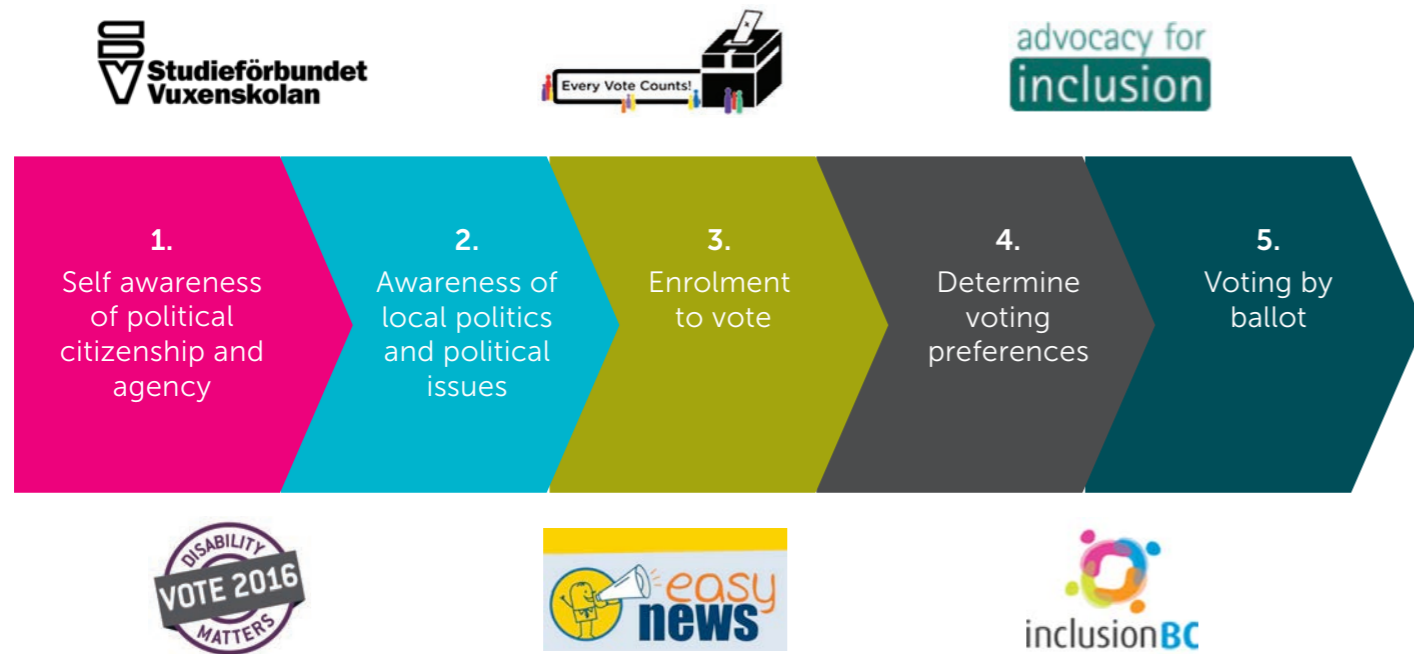 Studieförbundet
Vuxenskolan
Every Vote Counts!
advocacy for
inclusion
1.
Self awareness
of political
citizenship and
agency
2.
Awareness of
local politics
and political
issues
3.
Enrolment
to vote
4.
Determine
voting
preferences
5.
Voting by
ballot
DISABILITY
VOTE 2016
MATTERS
easy
news
inclusionBC